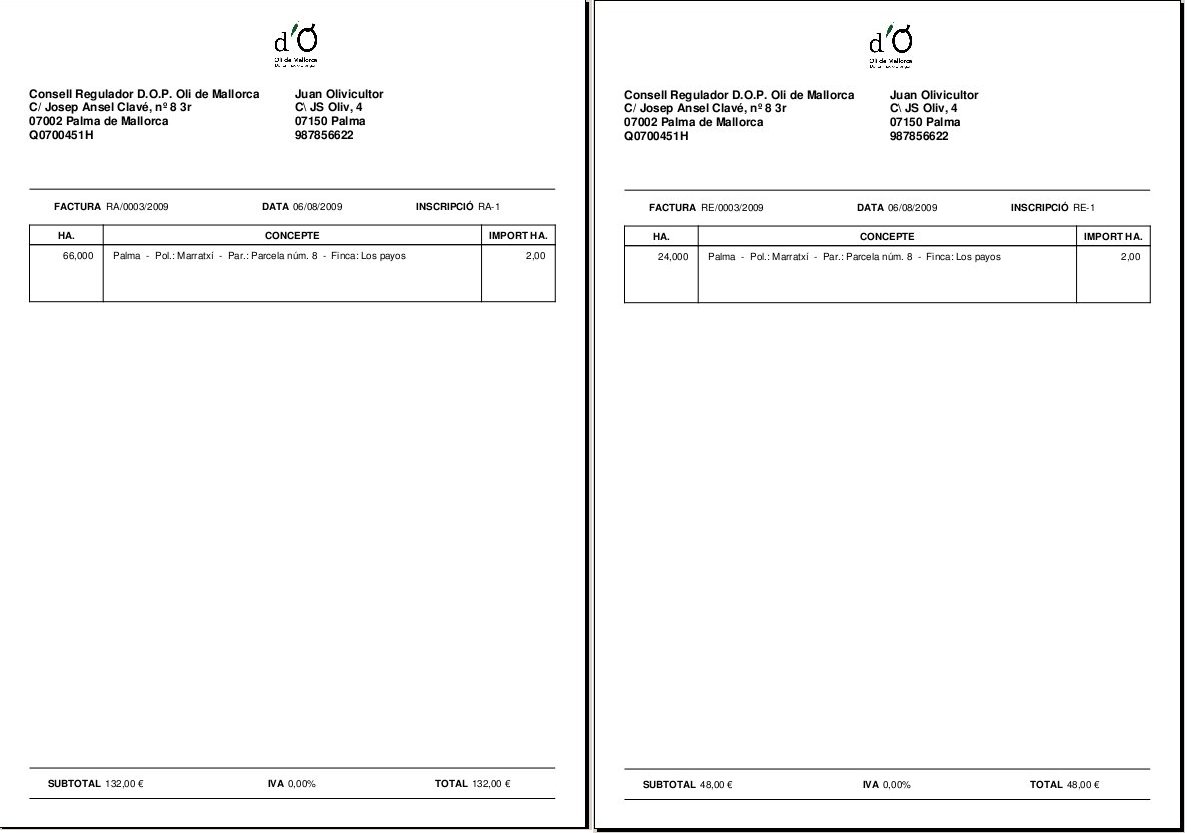 d'O
Oli de Mallorca
Consell Regulador D.O.P. Oli de Mallorca
C/ Josep Ansel Clavé, nº 8 3r
07002 Palma de Mallorca
Q0700451H
Juan Olivicultor
C\ JS Oliv, 4
07150 Palma
987856622
FACTURA RA/0003/2009 DATA 06/08/2009 INSCRIPCIÓ RA-1
HA. CONCEPTE IMPORT HA.
66,000 Palma - Pol.: Marratxí - Par.: Parcela núm. 8 - Finca: Los payos 2,00
SUBTOTAL 132,00 € IVA 0,00% TOTAL 132,00 €
d'O
Oli de Mallorca
Consell Regulador D.O.P. Oli de Mallorca
C/ Josep Ansel Clavé, nº 8 3r
07002 Palma de Mallorca
Q0700451H
Juan Olivicultor
C\ JS Oliv, 4
07150 Palma
987856622
FACTURA RE/0003/2009 DATA 06/08/2009 INSCRIPCIÓ RE-1
HA. CONCEPTE IMPORT HA.
24,000 Palma - Pol.: Marratxí - Par.: Parcela núm. 8 - Finca: Los payos 2,00
SUBTOTAL 48,00 € IVA 0,00% TOTAL 48,00 €